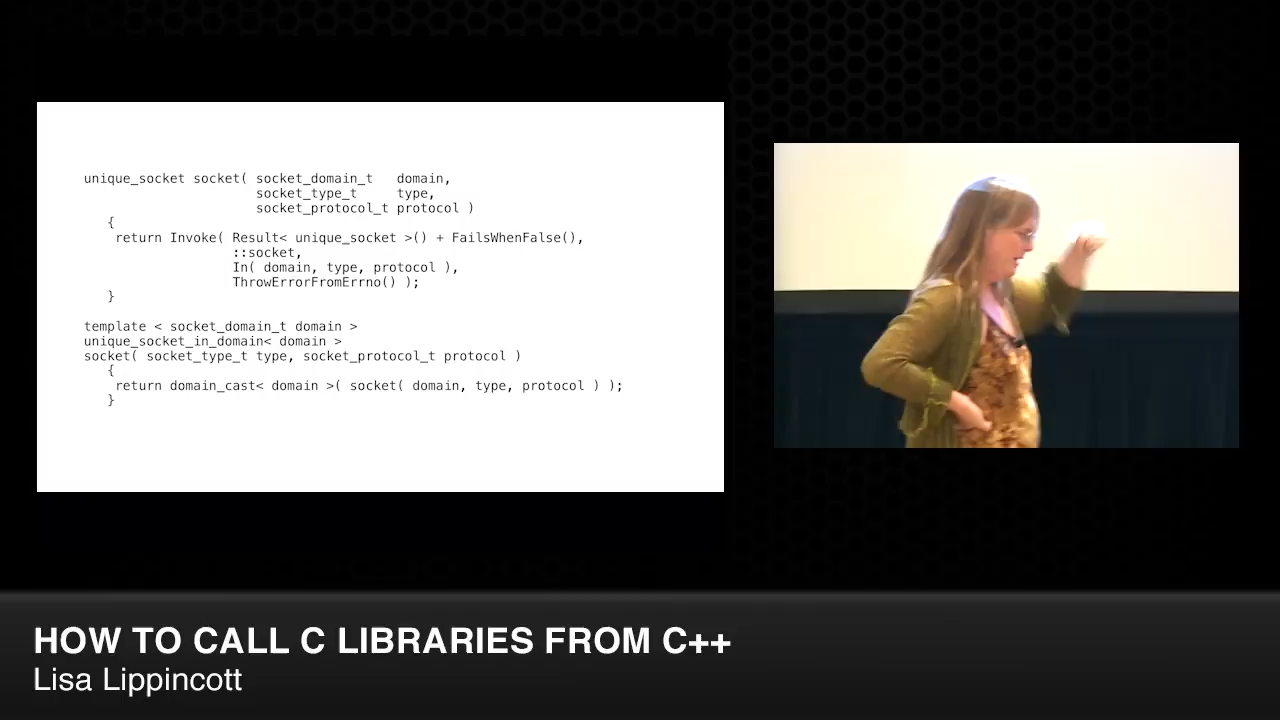 unique_socket socket( socket_domain_t   domain,
                      socket_type_t     type,
                      socket_protocol_t protocol )
   {
    return Invoke( Result< unique_socket >() + FailsWhenFalse(),
                   ::socket,
                   In( domain, type, protocol ),
                   ThrowErrorFromErrno() );
   }
template < socket_domain_t domain >
unique_socket_in_domain< domain >
socket( socket_type_t type, socket_protocol_t protocol )
   {
    return domain_cast< domain >( socket( domain, type, protocol ) );
   }
HOW TO CALL C LIBRARIES FROM C++
Lisa Lippincott